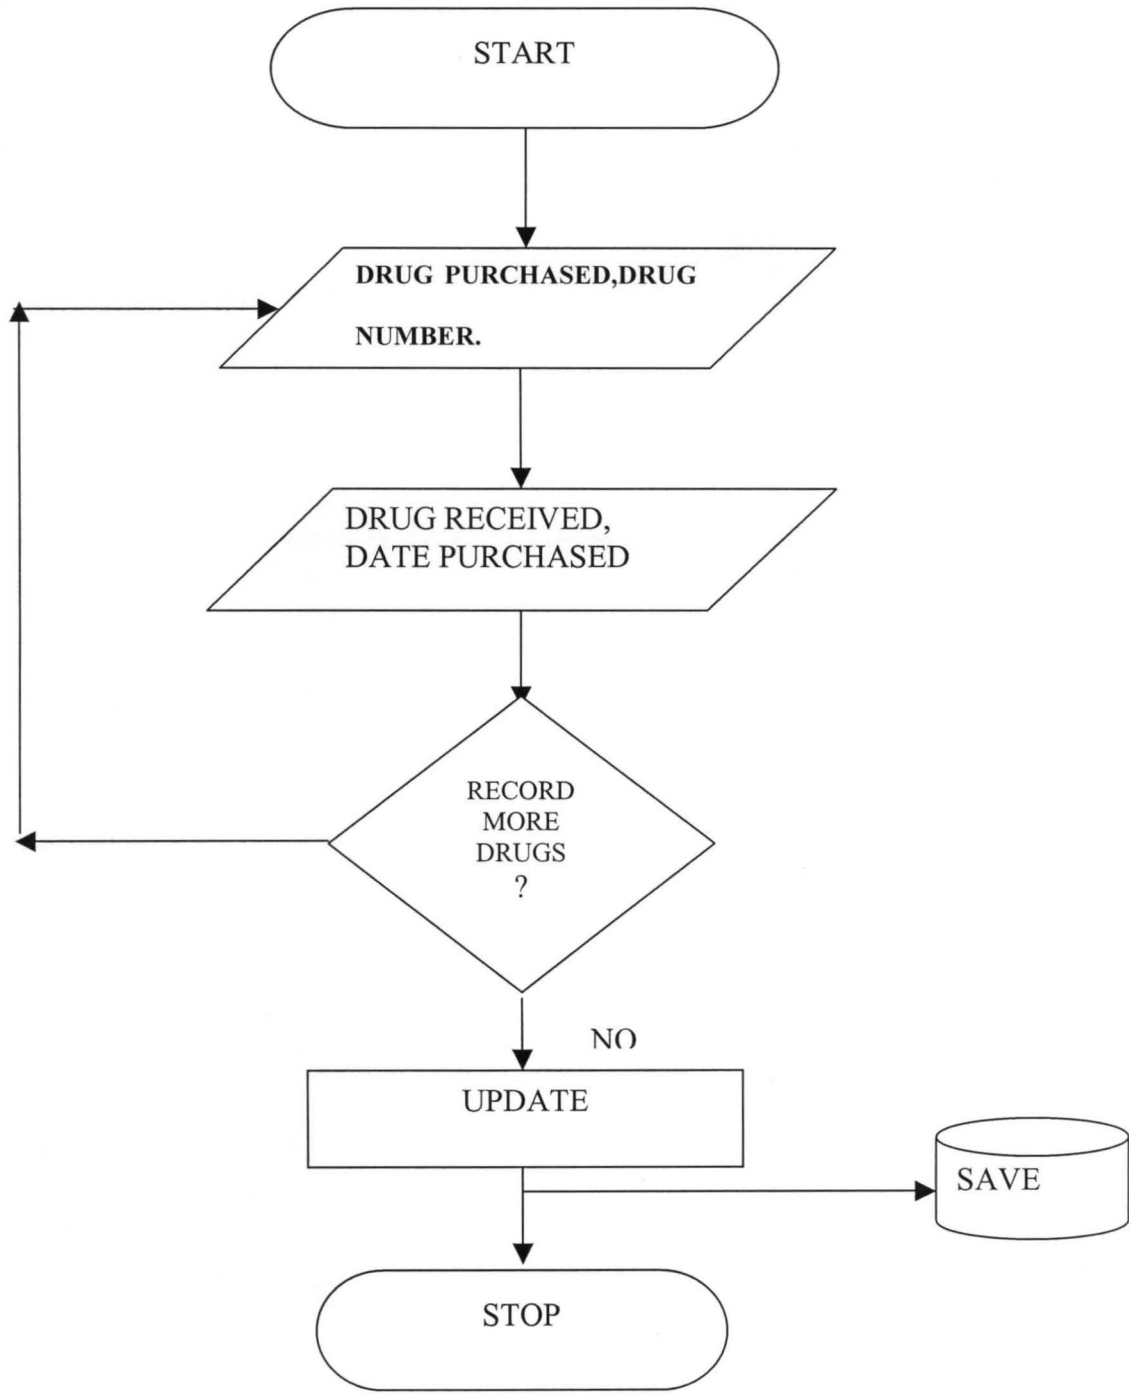 START
DRUG PURCHASED,DRUG
NUMBER.
DRUG RECEIVED,
DATE PURCHASED
RECORD
MORE
DRUGS
?
NO
UPDATE
SAVE
STOP